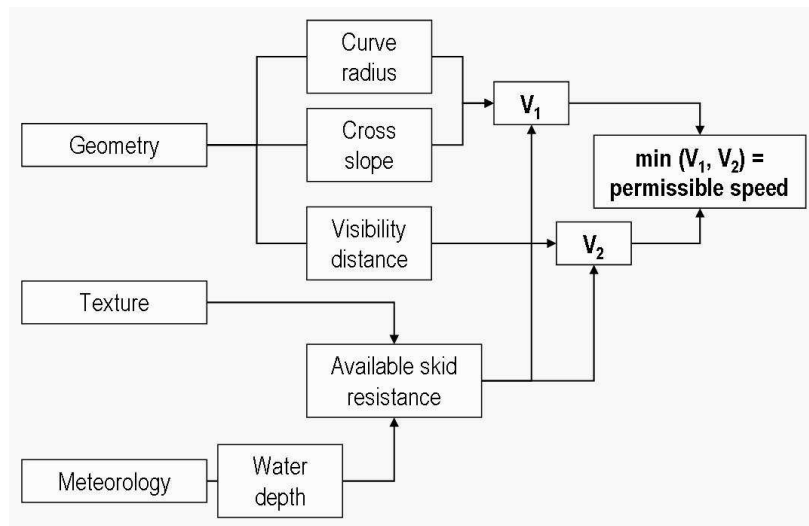 Curve
radius
V₁
Geometry
Cross
slope
min (V₁, V₂) =
permissible speed
Visibility
distance
V₂
Texture
Available skid
resistance
Meteorology
Water
depth